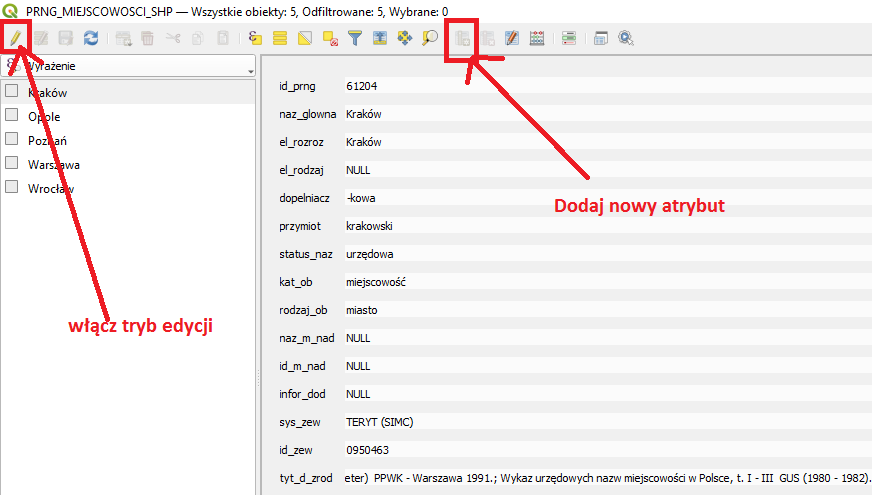 PRNG_MIEJSCOWOSCI_SHP — Wszystkie obiekty: 5, Odfiltrowane: 5, Wybrane: 0
Wyrażenie
Kraków
Opole
Poznań
Warszawa
Wrocław
włącz tryb edycji
id_prng 61204
naz_glowna Kraków
el_rozroz Kraków
el_rodzaj NULL
dopelniacz -kowa
przymiot krakowski
status_naz urzędowa
kat_ob miejscowość
rodzaj_ob miasto
naz_m_nad NULL
id_m_nad NULL
infor_dod NULL
sys_zew TERYT (SIMC)
id_zew 0950463
tyt_d_zrod eter) PPWK - Warszawa 1991.; Wykaz urzędowych nazw miejscowości w Polsce, t. I - III GUS (1980 - 1982).
Dodaj nowy atrybut